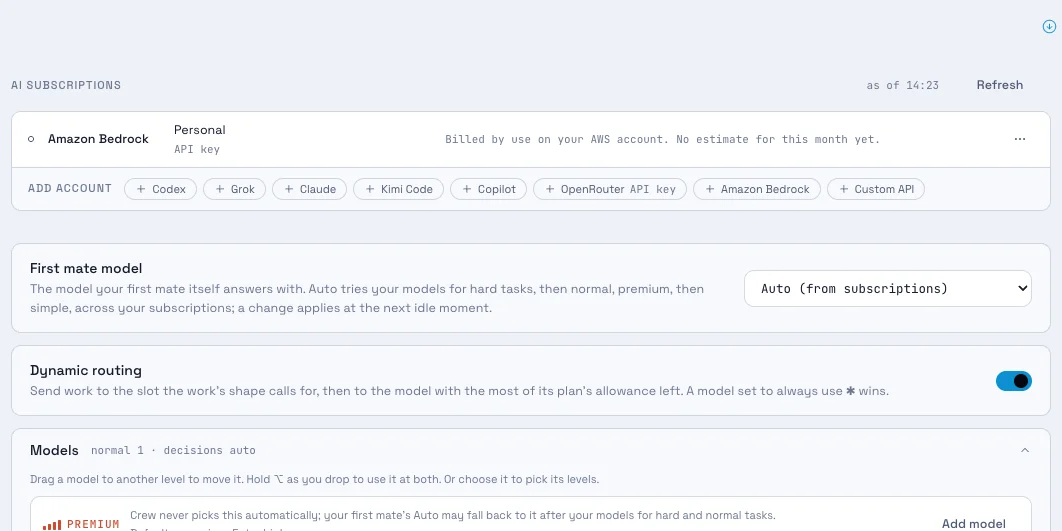 AI SUBSCRIPTIONS as of 14:23 Refresh
Amazon Bedrock Personal Billed by use on your AWS account. No estimate for this month yet. ···
API key
ADD ACCOUNT + Codex + Grok + Claude + Kimi Code + Copilot + OpenRouter API key + Amazon Bedrock + Custom API
First mate model
The model your first mate itself answers with. Auto tries your models for hard tasks, then normal, premium, then
simple, across your subscriptions; a change applies at the next idle moment.
Auto (from subscriptions)
Dynamic routing
Send work to the slot the work's shape calls for, then to the model with the most of its plan's allowance left. A model set to always use ✱ wins.
Models normal 1 · decisions auto
Drag a model to another level to move it. Hold ⌥ as you drop to use it at both. Or choose it to pick its levels.
PREMIUM Crew never picks this automatically; your first mate's Auto may fall back to it after your models for hard and normal tasks.
Add model